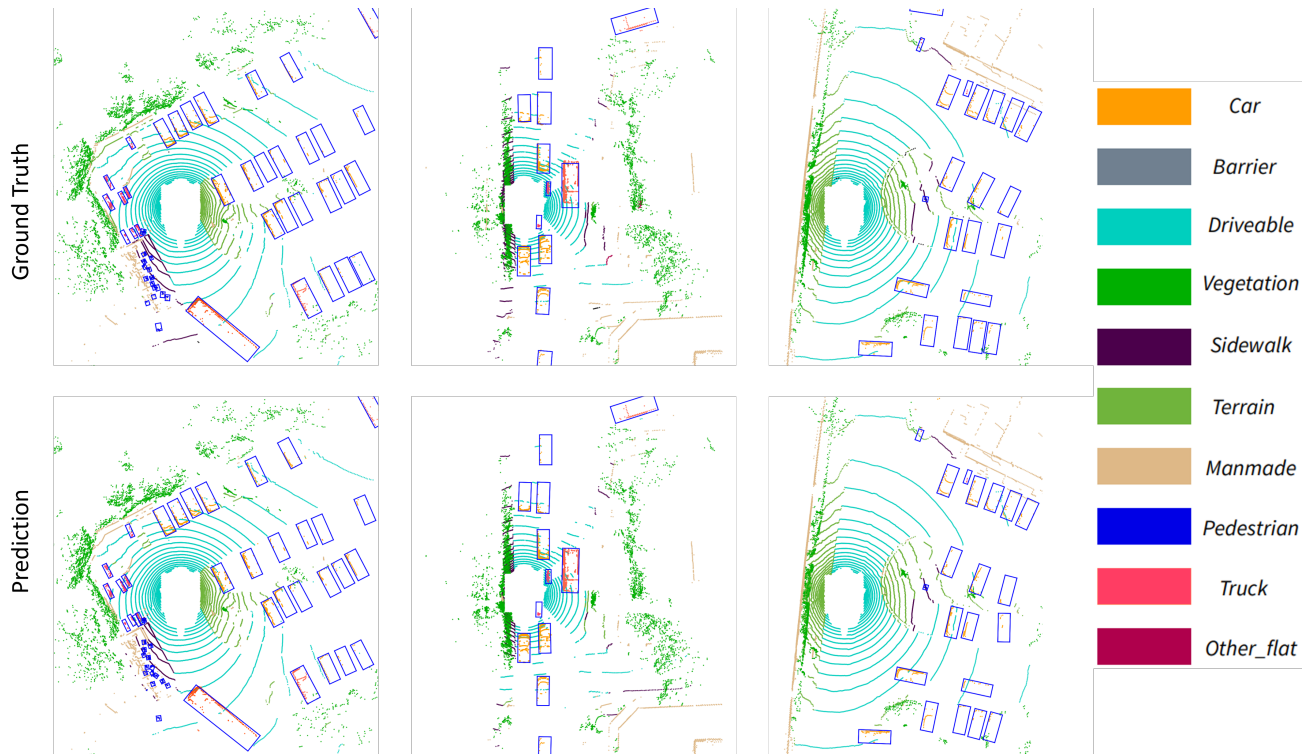 Ground Truth
Prediction
Car
Barrier
Driveable
Vegetation
Sidewalk
Terrain
Manmade
Pedestrian
Truck
Other_flat